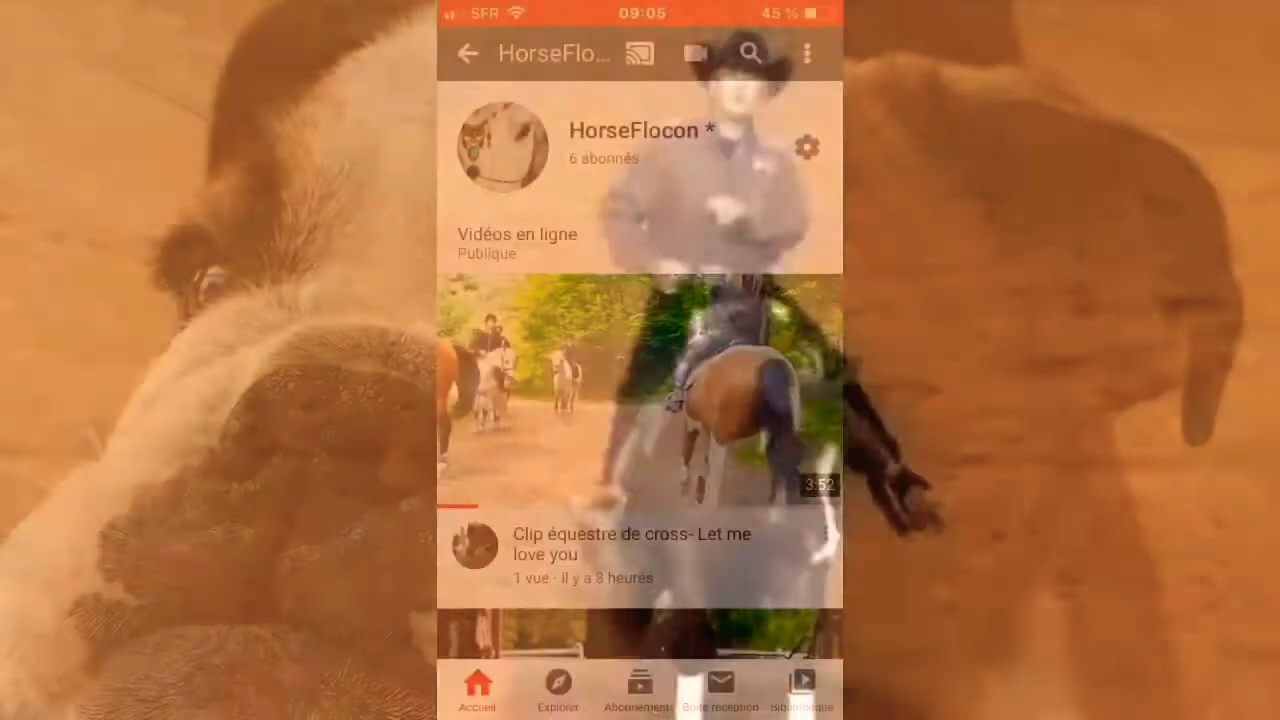 SFR 09:05 45 %
HorseFlo...
HorseFlocon *
6 abonnés
Vidéos en ligne
Publique
3:52
Clip équestre de cross- Let me
love you
1 vue · il y a 8 heures
Accueil Explorer Abonnements Boîte réception Bibliothèque